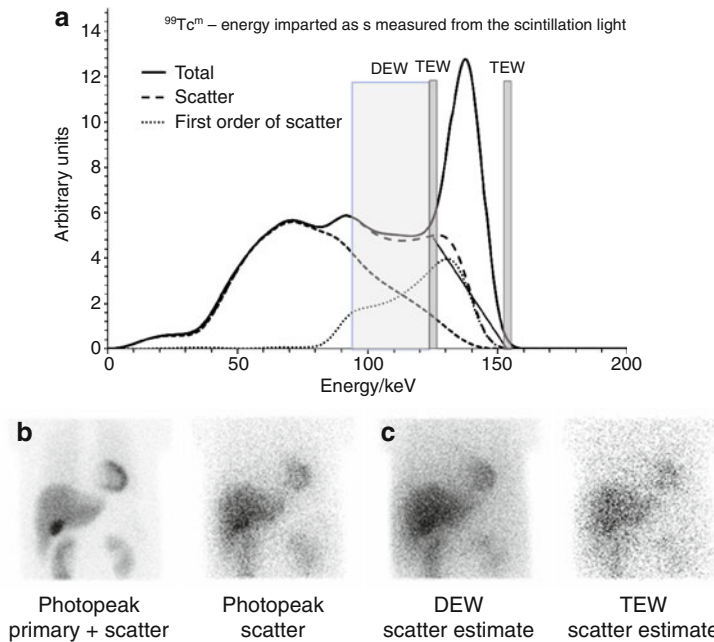 a
⁹⁹Tcᵐ – energy imparted as s measured from the scintillation light
14
12
10
8
6
4
2
0
Arbitrary units
Total
Scatter
First order of scatter
DEW
TEW
TEW
0
50
100
150
200
Energy/keV
b
c
Photopeak
primary + scatter
Photopeak
scatter
DEW
scatter estimate
TEW
scatter estimate